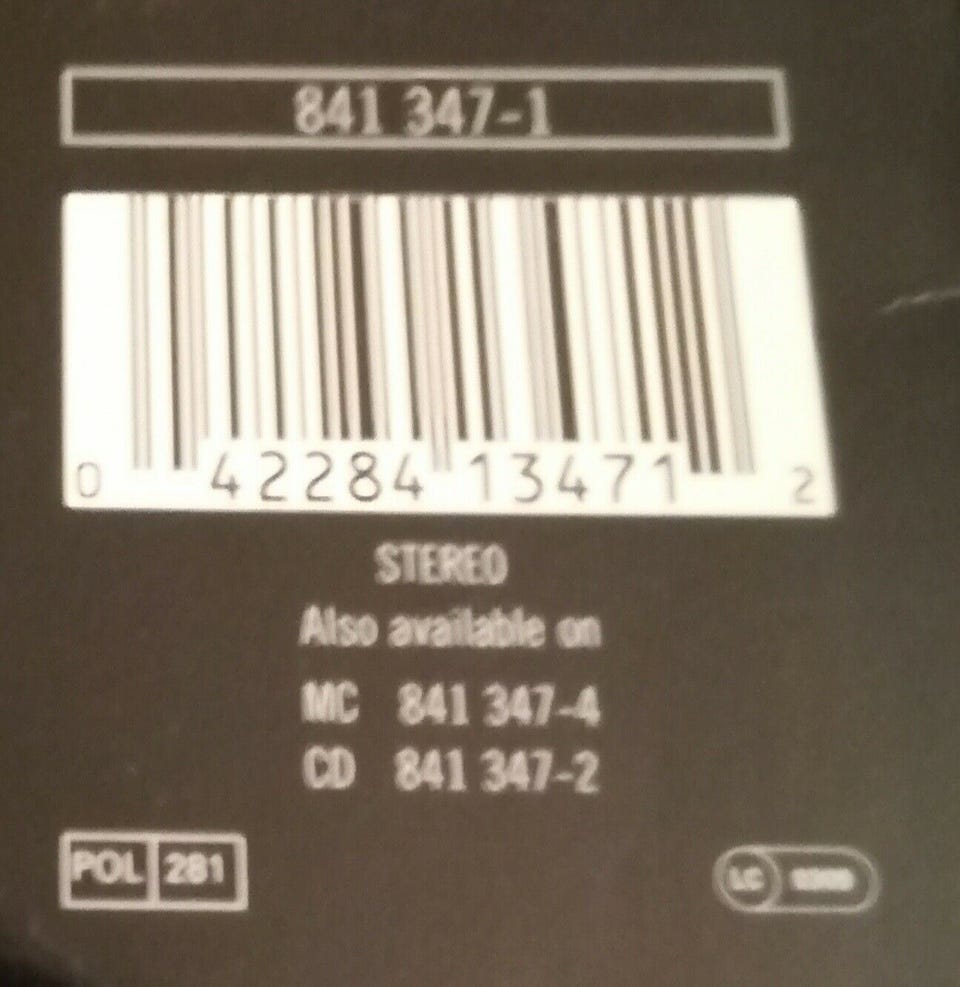 841 347-1
0 42284 13471 2
STEREO
Also available on
MC 841 347-4
CD 841 347-2
POL 281
LC